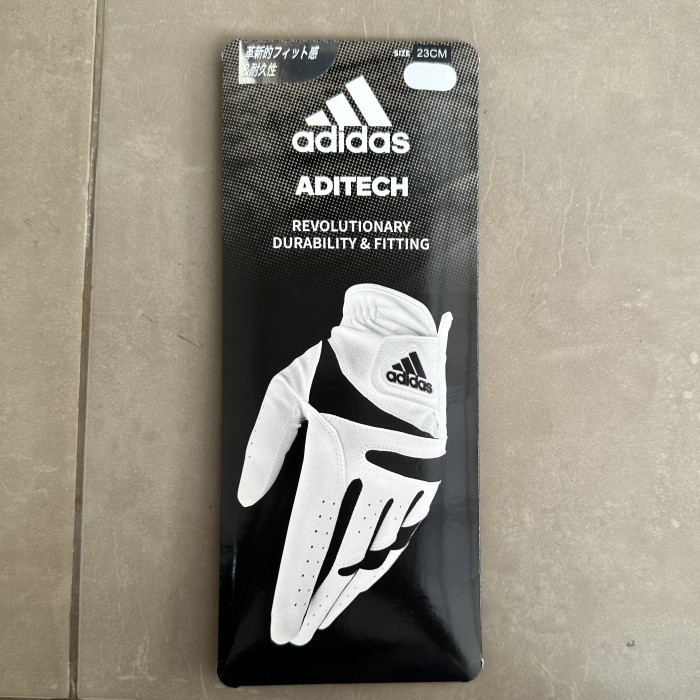 革新的フィット感
&耐久性
SIZE 23CM
adidas
ADITECH
REVOLUTIONARY
DURABILITY & FITTING
adidas